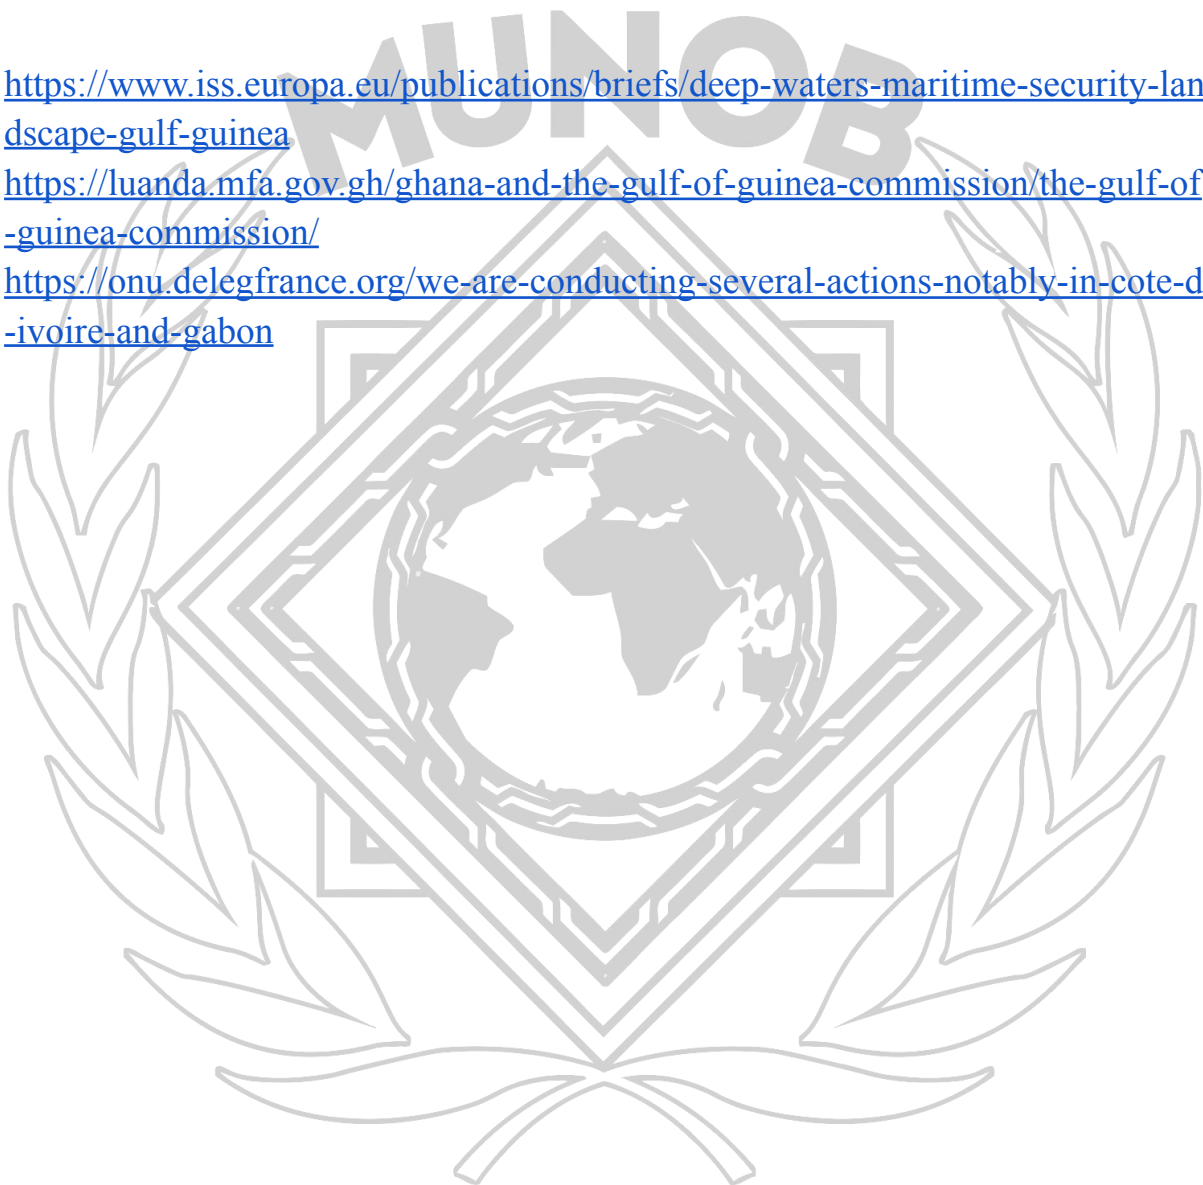 MUNOB
https://www.iss.europa.eu/publications/briefs/deep-waters-maritime-security-lan
dscape-gulf-guinea
https://luanda.mfa.gov.gh/ghana-and-the-gulf-of-guinea-commission/the-gulf-of
-guinea-commission/
https://onu.delegfrance.org/we-are-conducting-several-actions-notably-in-cote-d
-ivoire-and-gabon